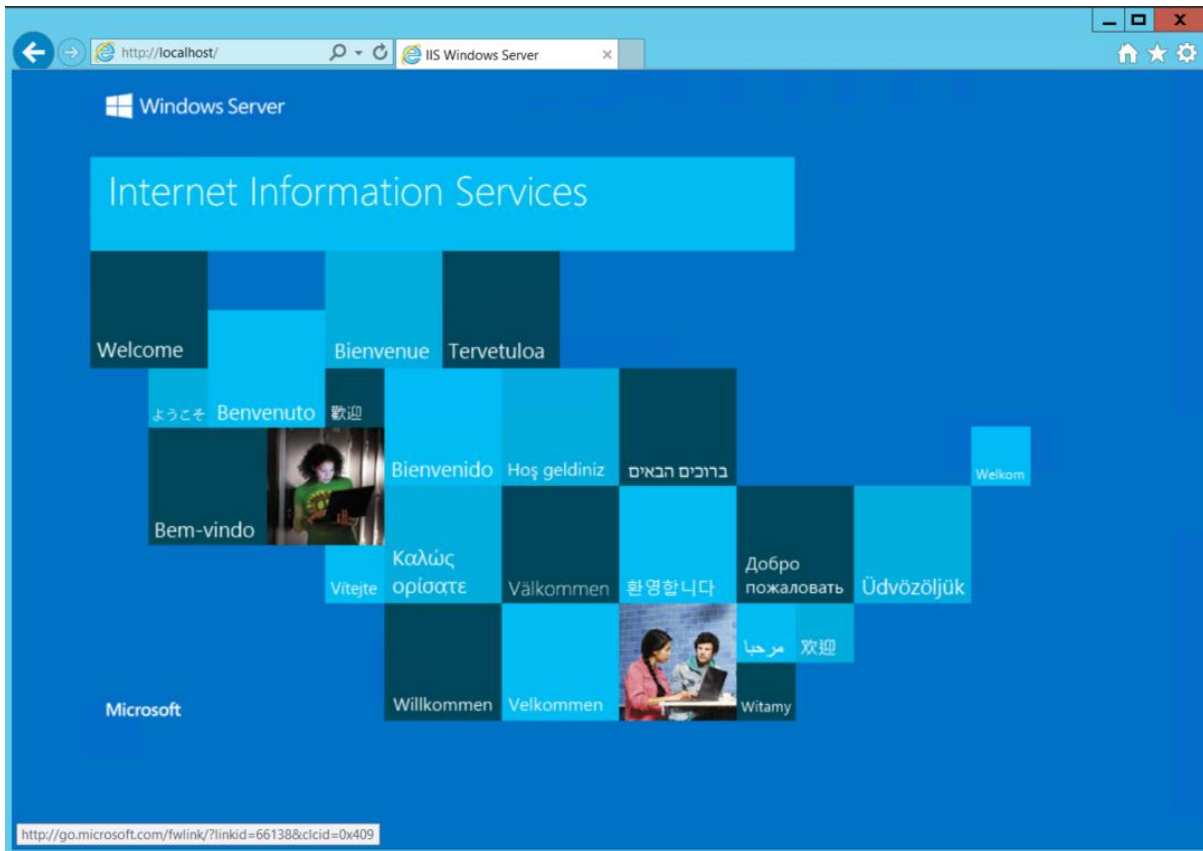 http://localhost/
IIS Windows Server
Windows Server
Internet Information Services
Welcome
Bienvenue
Tervetuloa
ようこそ
Benvenuto
歡迎
Bienvenido
Hoş geldiniz
ברוכים הבאים
Welkom
Bem-vindo
Vítejte
Καλώς
ορίσατε
Välkommen
환영합니다
Добро
пожаловать
Üdvözöljük
مرحبا
欢迎
Willkommen
Velkommen
Witamy
Microsoft
http://go.microsoft.com/fwlink/?linkid=66138&clcid=0x409